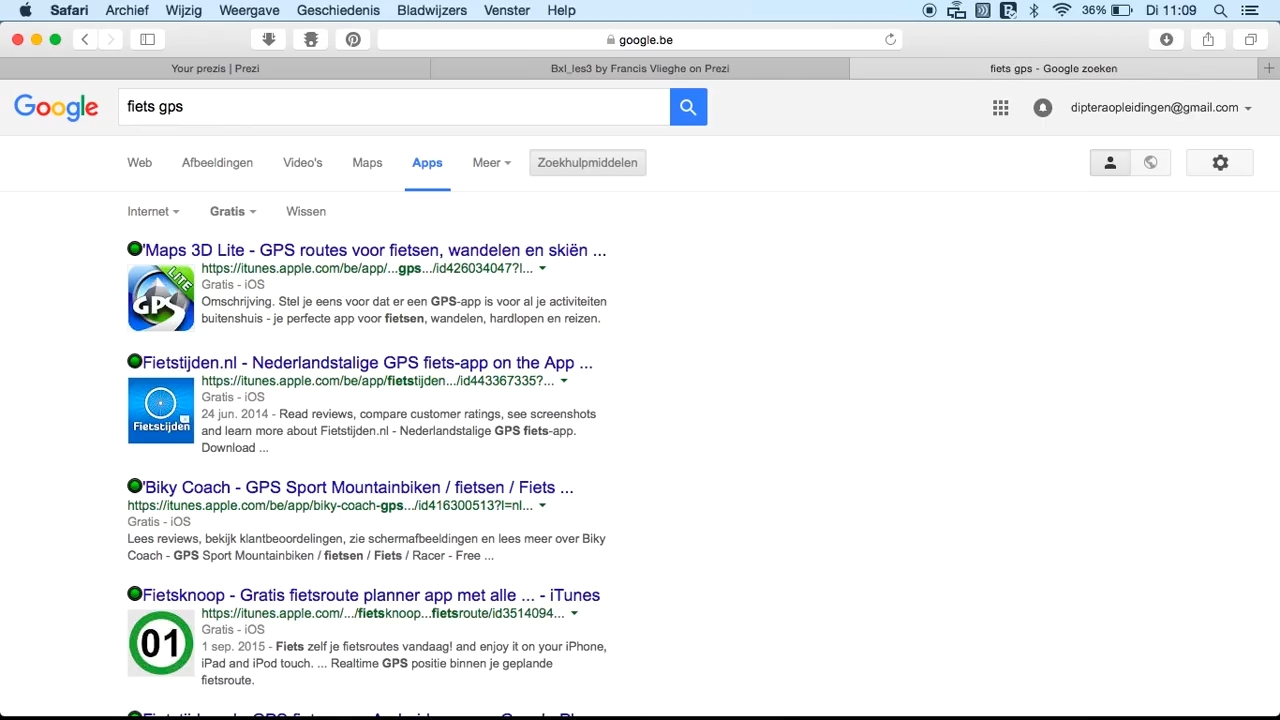 Safari Archief Wijzig Weergave Geschiedenis Bladwijzers Venster Help 36% Di 11:09
google.be
Your prezis | Prezi Bxl_les3 by Francis Vlieghe on Prezi fiets gps - Google zoeken
Google fiets gps dipteraopleidingen@gmail.com
Web Afbeeldingen Video's Maps Apps Meer Zoekhulpmiddelen
Internet Gratis Wissen
'Maps 3D Lite - GPS routes voor fietsen, wandelen en skiën ...
https://itunes.apple.com/be/app/...gps.../id426034047?l...
Gratis - iOS
Omschrijving. Stel je eens voor dat er een GPS-app is voor al je activiteiten
buitenshuis - je perfecte app voor fietsen, wandelen, hardlopen en reizen.
GPS LITE
Fietstijden.nl - Nederlandstalige GPS fiets-app on the App ...
https://itunes.apple.com/be/app/fietstijden.../id443367335?...
Gratis - iOS
24 jun. 2014 - Read reviews, compare customer ratings, see screenshots
and learn more about Fietstijden.nl - Nederlandstalige GPS fiets-app.
Download ...
Fietstijden
'Biky Coach - GPS Sport Mountainbiken / fietsen / Fiets ...
https://itunes.apple.com/be/app/biky-coach-gps.../id416300513?l=nl...
Gratis - iOS
Lees reviews, bekijk klantbeoordelingen, zie schermafbeeldingen en lees meer over Biky
Coach - GPS Sport Mountainbiken / fietsen / Fiets / Racer - Free ...
Fietsknoop - Gratis fietsroute planner app met alle ... - iTunes
https://itunes.apple.com/.../fietsknoop...fietsroute/id3514094...
Gratis - iOS
1 sep. 2015 - Fiets zelf je fietsroutes vandaag! and enjoy it on your iPhone,
iPad and iPod touch. ... Realtime GPS positie binnen je geplande
fietsroute.
01